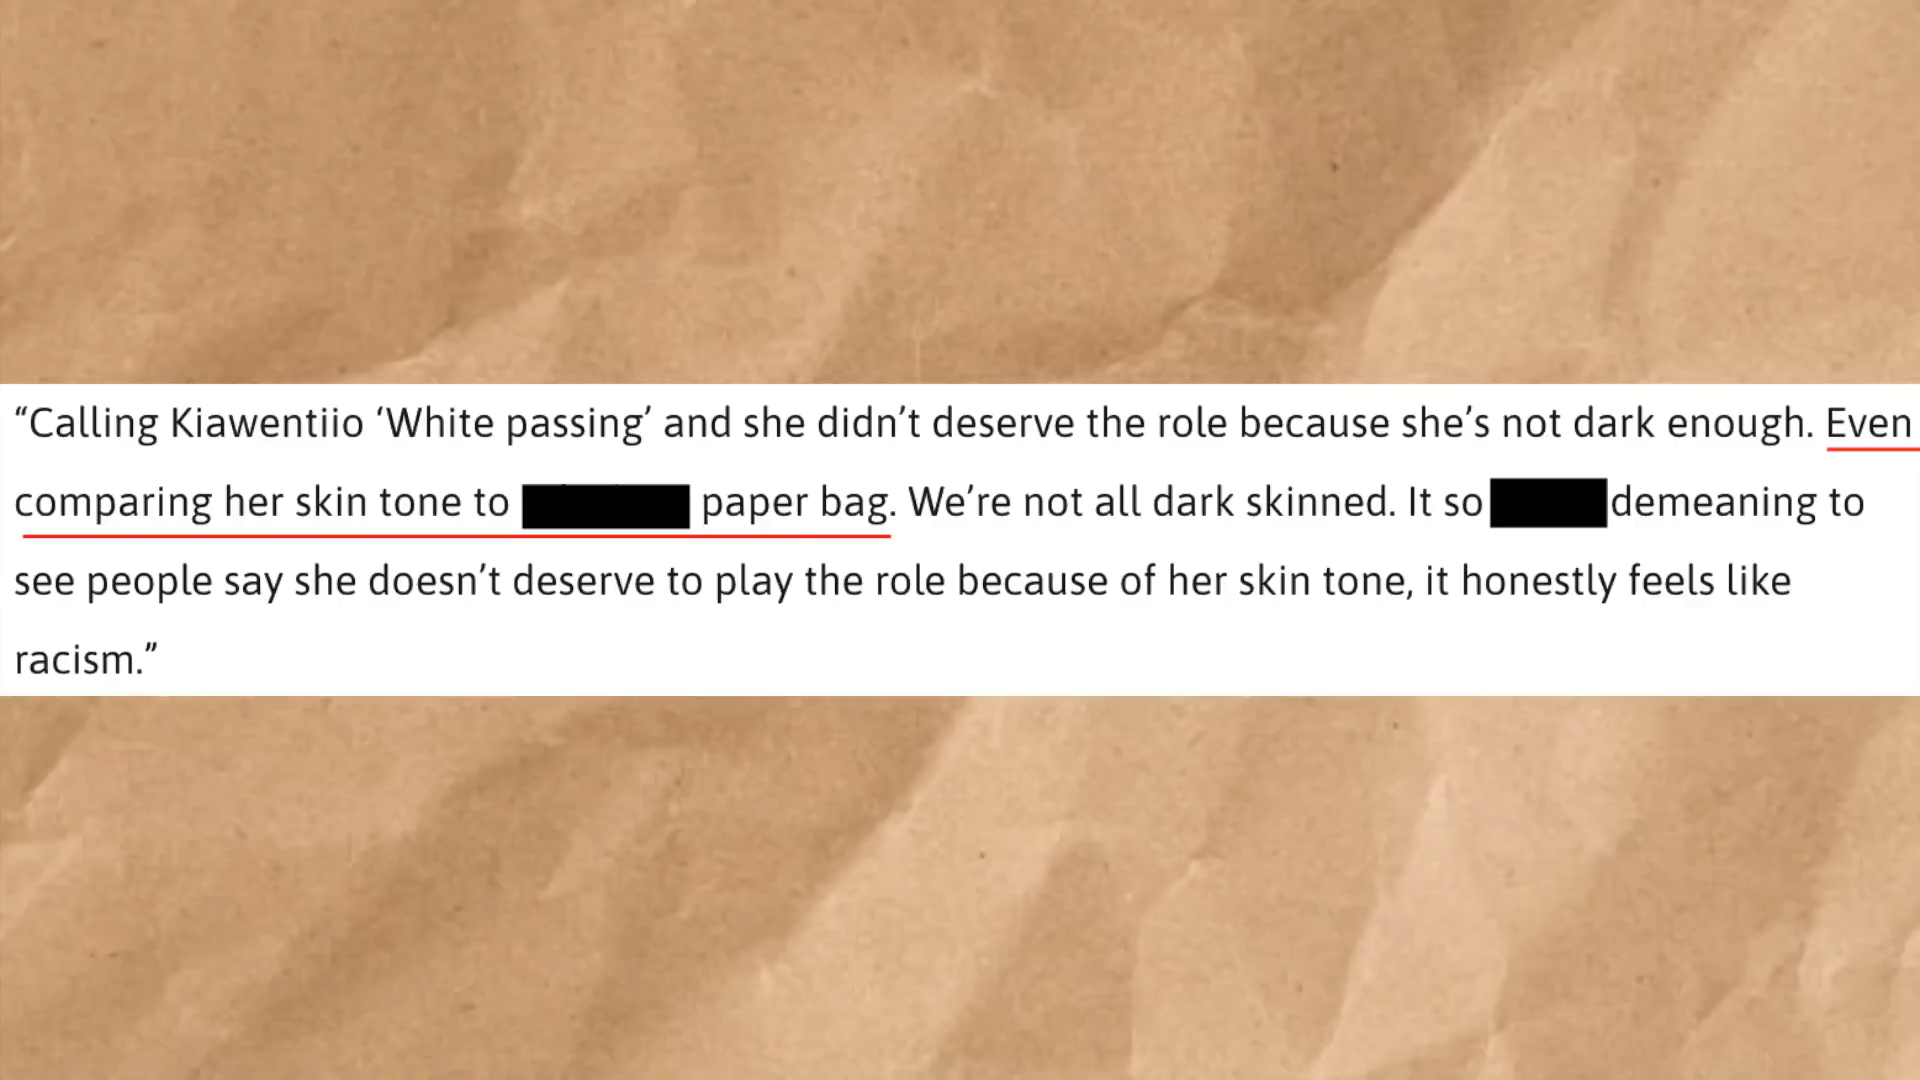 “Calling Kiawentiio ‘White passing’ and she didn’t deserve the role because she’s not dark enough. Even
comparing her skin tone to paper bag. We’re not all dark skinned. It so demeaning to
see people say she doesn’t deserve to play the role because of her skin tone, it honestly feels like
racism.”